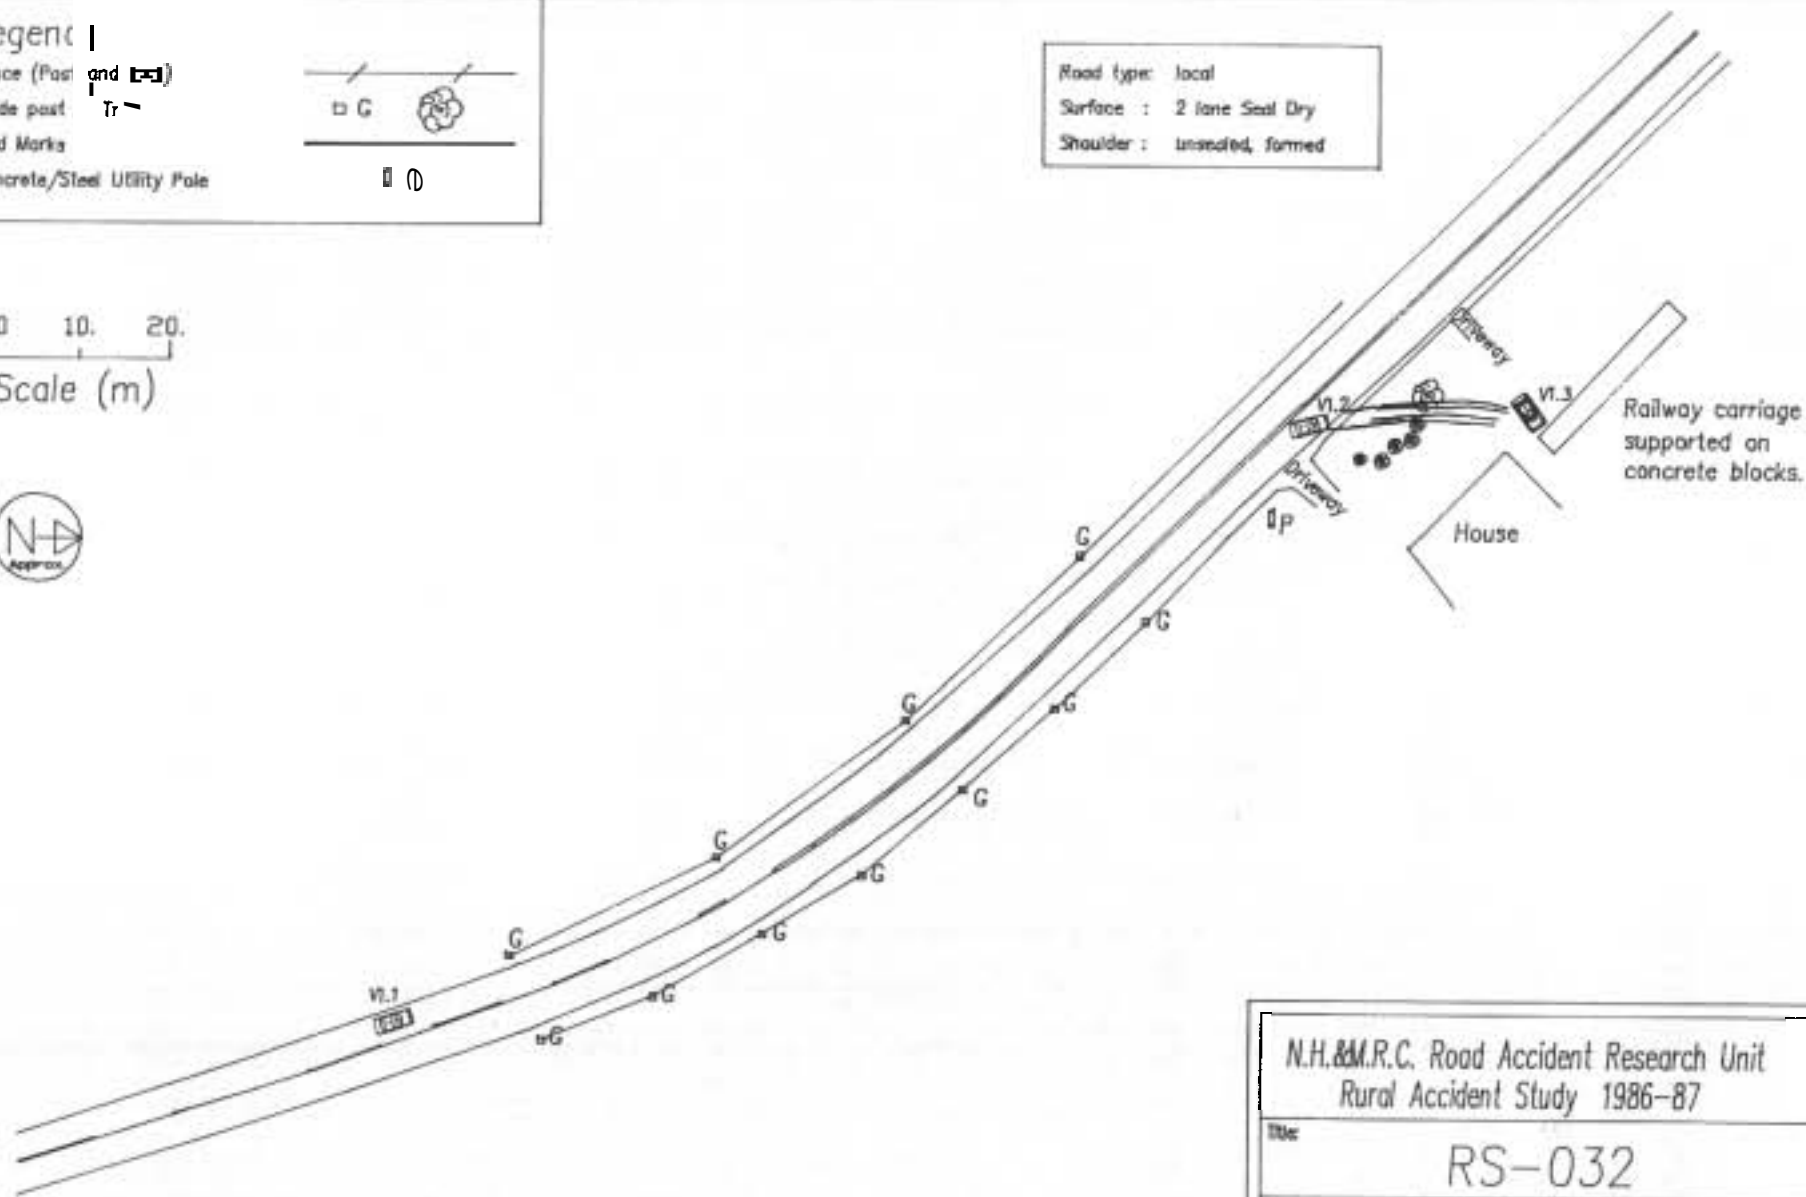 egend
ce (Post and
de post Tr
G
d Marks
crete/Steel Utility Pole
Road type: local
Surface : 2 lane Seal Dry
Shoulder : unsealed, formed
0 10. 20.
Scale (m)
N
Approx.
Driveway
V1.2
V1.3
Railway carriage
supported on
concrete blocks.
Driveway
P
House
G
G
G
G
G
G
G
G
G
G
G
V1.1
N.H.&M.R.C. Road Accident Research Unit
Rural Accident Study 1986-87
Title:
RS-032